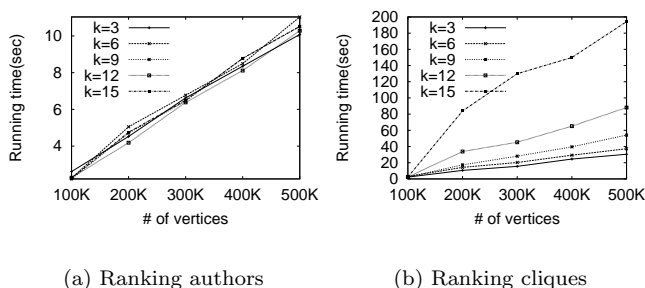 Running time(sec)
10
8
6
4
k=3
k=6
k=9
k=12
k=15
100K 200K 300K 400K 500K
# of vertices
(a) Ranking authors
Running time(sec)
200
180
160
140
120
100
80
60
40
20
0
k=3
k=6
k=9
k=12
k=15
100K 200K 300K 400K 500K
# of vertices
(b) Ranking cliques